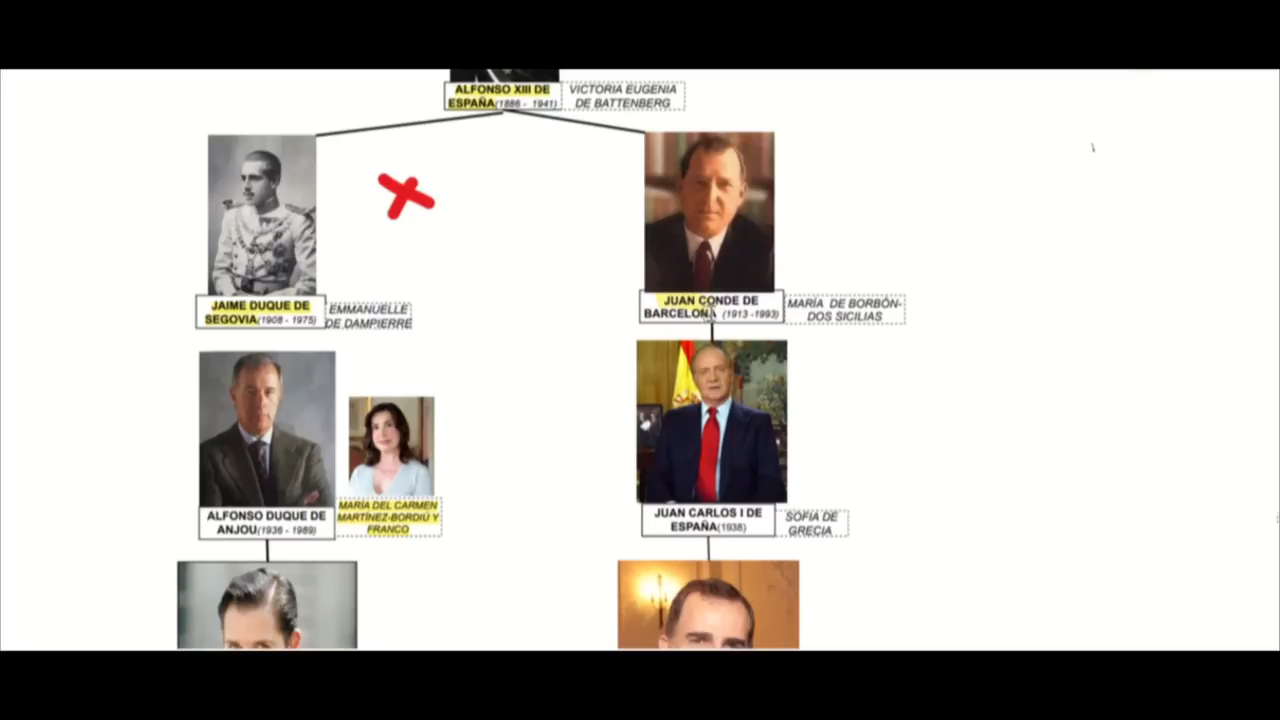 ALFONSO XIII DE
ESPAÑA(1886 - 1941)
VICTORIA EUGENIA
DE BATTENBERG
JAIME DUQUE DE
SEGOVIA(1908 - 1975)
EMMANUELLE
DE DAMPIERRE
JUAN CONDE DE
BARCELONA (1913 -1993)
MARÍA DE BORBÓN-
DOS SICILIAS
ALFONSO DUQUE DE
ANJOU(1936 - 1989)
MARÍA DEL CARMEN
MARTÍNEZ-BORDIÚ Y
FRANCO
JUAN CARLOS I DE
ESPAÑA(1938)
SOFÍA DE
GRECIA